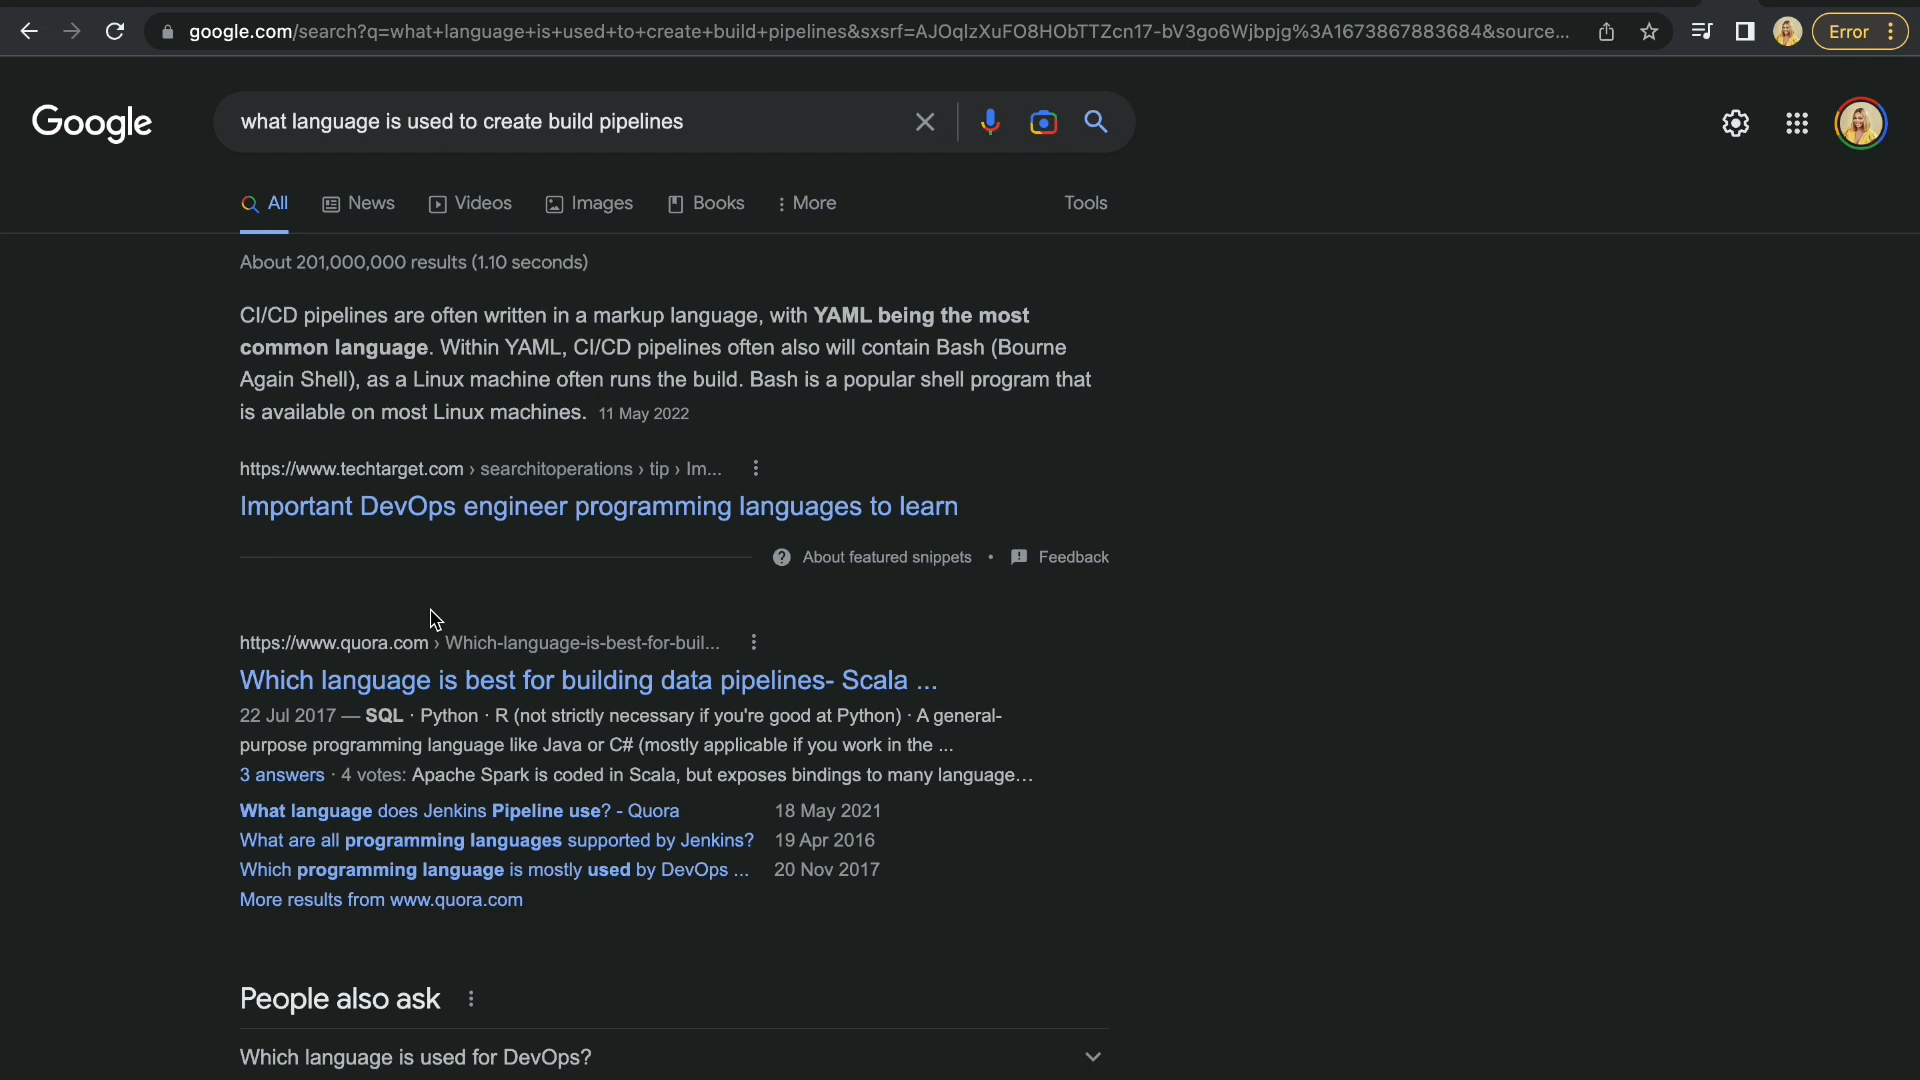 google.com/search?q=what+language+is+used+to+create+build+pipelines&sxsrf=AJOqlzXuFO8HObTTZcn17-bV3go6Wjbpjg%3A1673867883684&source...
Error
Google
what language is used to create build pipelines
All
News
Videos
Images
Books
More
Tools
About 201,000,000 results (1.10 seconds)
CI/CD pipelines are often written in a markup language, with YAML being the most
common language. Within YAML, CI/CD pipelines often also will contain Bash (Bourne
Again Shell), as a Linux machine often runs the build. Bash is a popular shell program that
is available on most Linux machines. 11 May 2022
https://www.techtarget.com › searchitoperations › tip › Im...
Important DevOps engineer programming languages to learn
About featured snippets • Feedback
https://www.quora.com › Which-language-is-best-for-buil...
Which language is best for building data pipelines- Scala ...
22 Jul 2017 — SQL · Python · R (not strictly necessary if you're good at Python) · A general-
purpose programming language like Java or C# (mostly applicable if you work in the ...
3 answers · 4 votes: Apache Spark is coded in Scala, but exposes bindings to many language...
What language does Jenkins Pipeline use? - Quora 18 May 2021
What are all programming languages supported by Jenkins? 19 Apr 2016
Which programming language is mostly used by DevOps ... 20 Nov 2017
More results from www.quora.com
People also ask
Which language is used for DevOps?